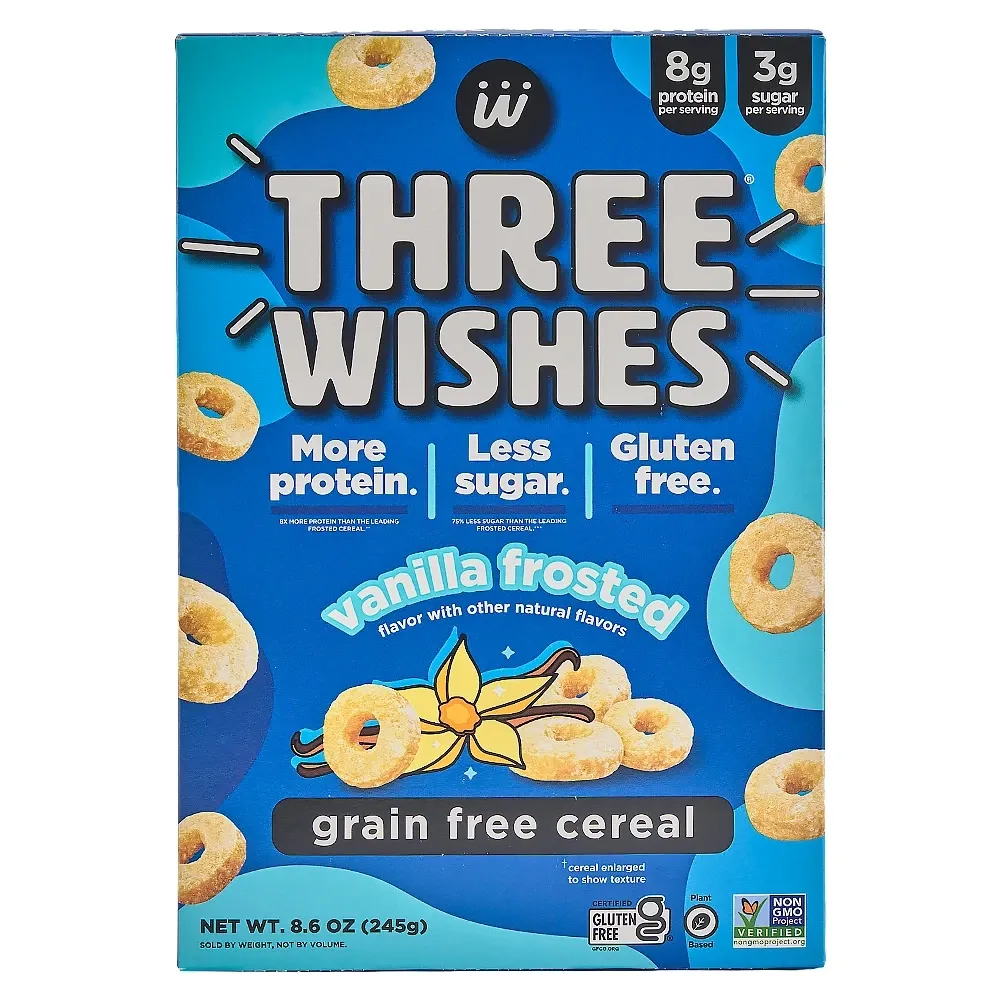 8g
protein
per serving
3g
sugar
per serving
THREE®
WISHES
More
protein.
8X MORE PROTEIN THAN THE LEADING
FROSTED CEREAL.**
Less
sugar.
75% LESS SUGAR THAN THE LEADING
FROSTED CEREAL.***
Gluten
free.
vanilla frosted
flavor with other natural flavors
grain free cereal
†cereal enlarged
to show texture
NET WT. 8.6 OZ (245g)
SOLD BY WEIGHT, NOT BY VOLUME.
CERTIFIED
GLUTEN
FREE
GFCO.ORG
Plant
Based
NON
GMO
Project
VERIFIED
nongmoproject.org